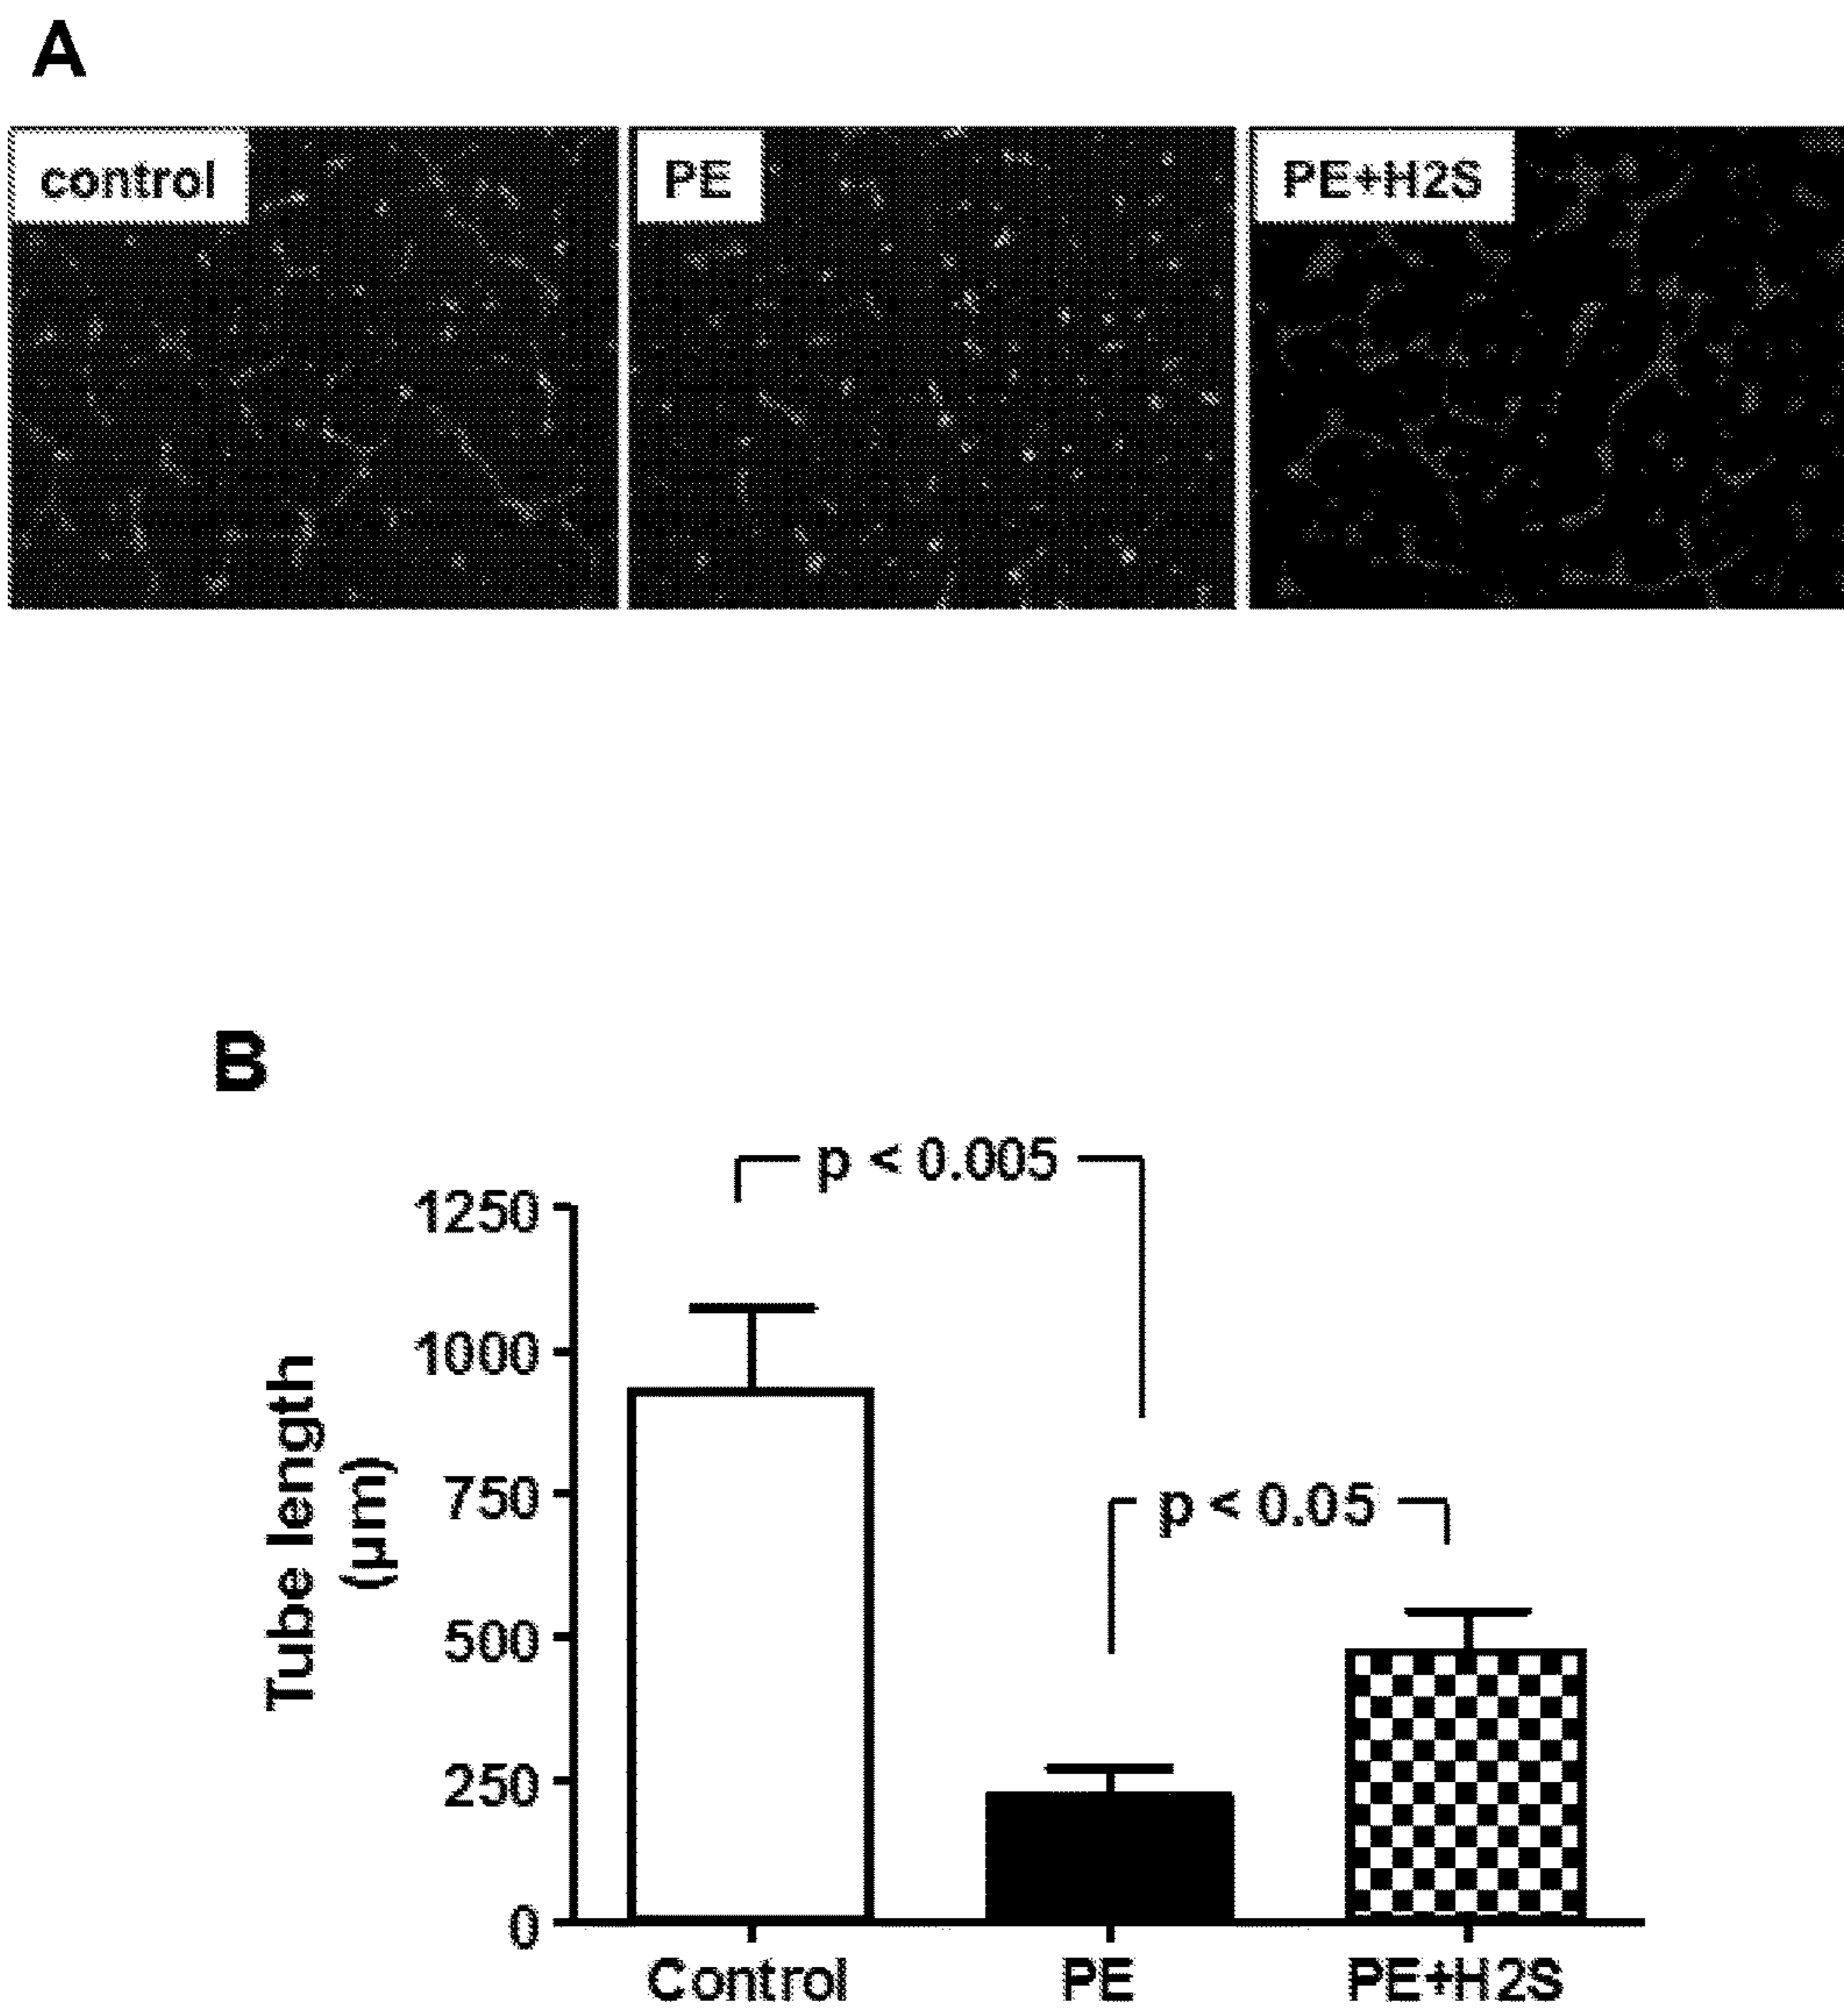 A
control
PE
PE+H2S
B
p < 0.005
1250
1000
750
p < 0.05
500
250
0
Tube length
(µm)
Control
PE
PE+H2S